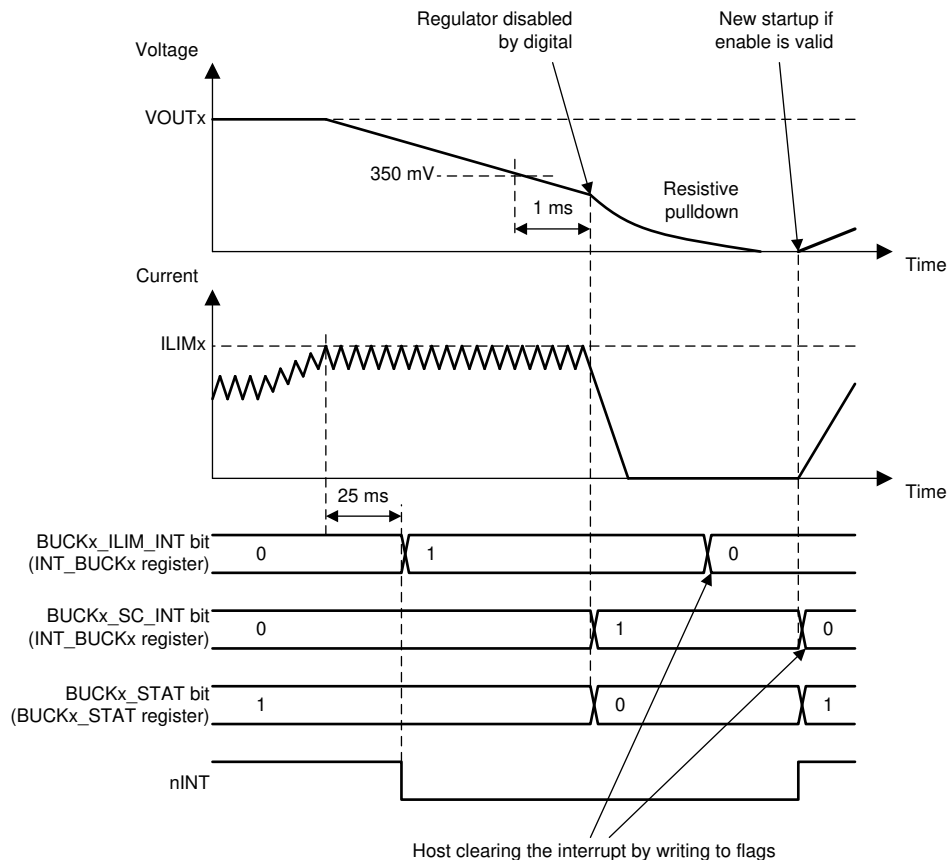 Regulator disabled
by digital
New startup if
enable is valid
Voltage
VOUTx
350 mV
1 ms
Resistive
pulldown
Time
Current
ILIMx
Time
25 ms
BUCKx_ILIM_INT bit
(INT_BUCKx register)
0
1
0
BUCKx_SC_INT bit
(INT_BUCKx register)
0
1
0
BUCKx_STAT bit
(BUCKx_STAT register)
1
0
1
nINT
Host clearing the interrupt by writing to flags